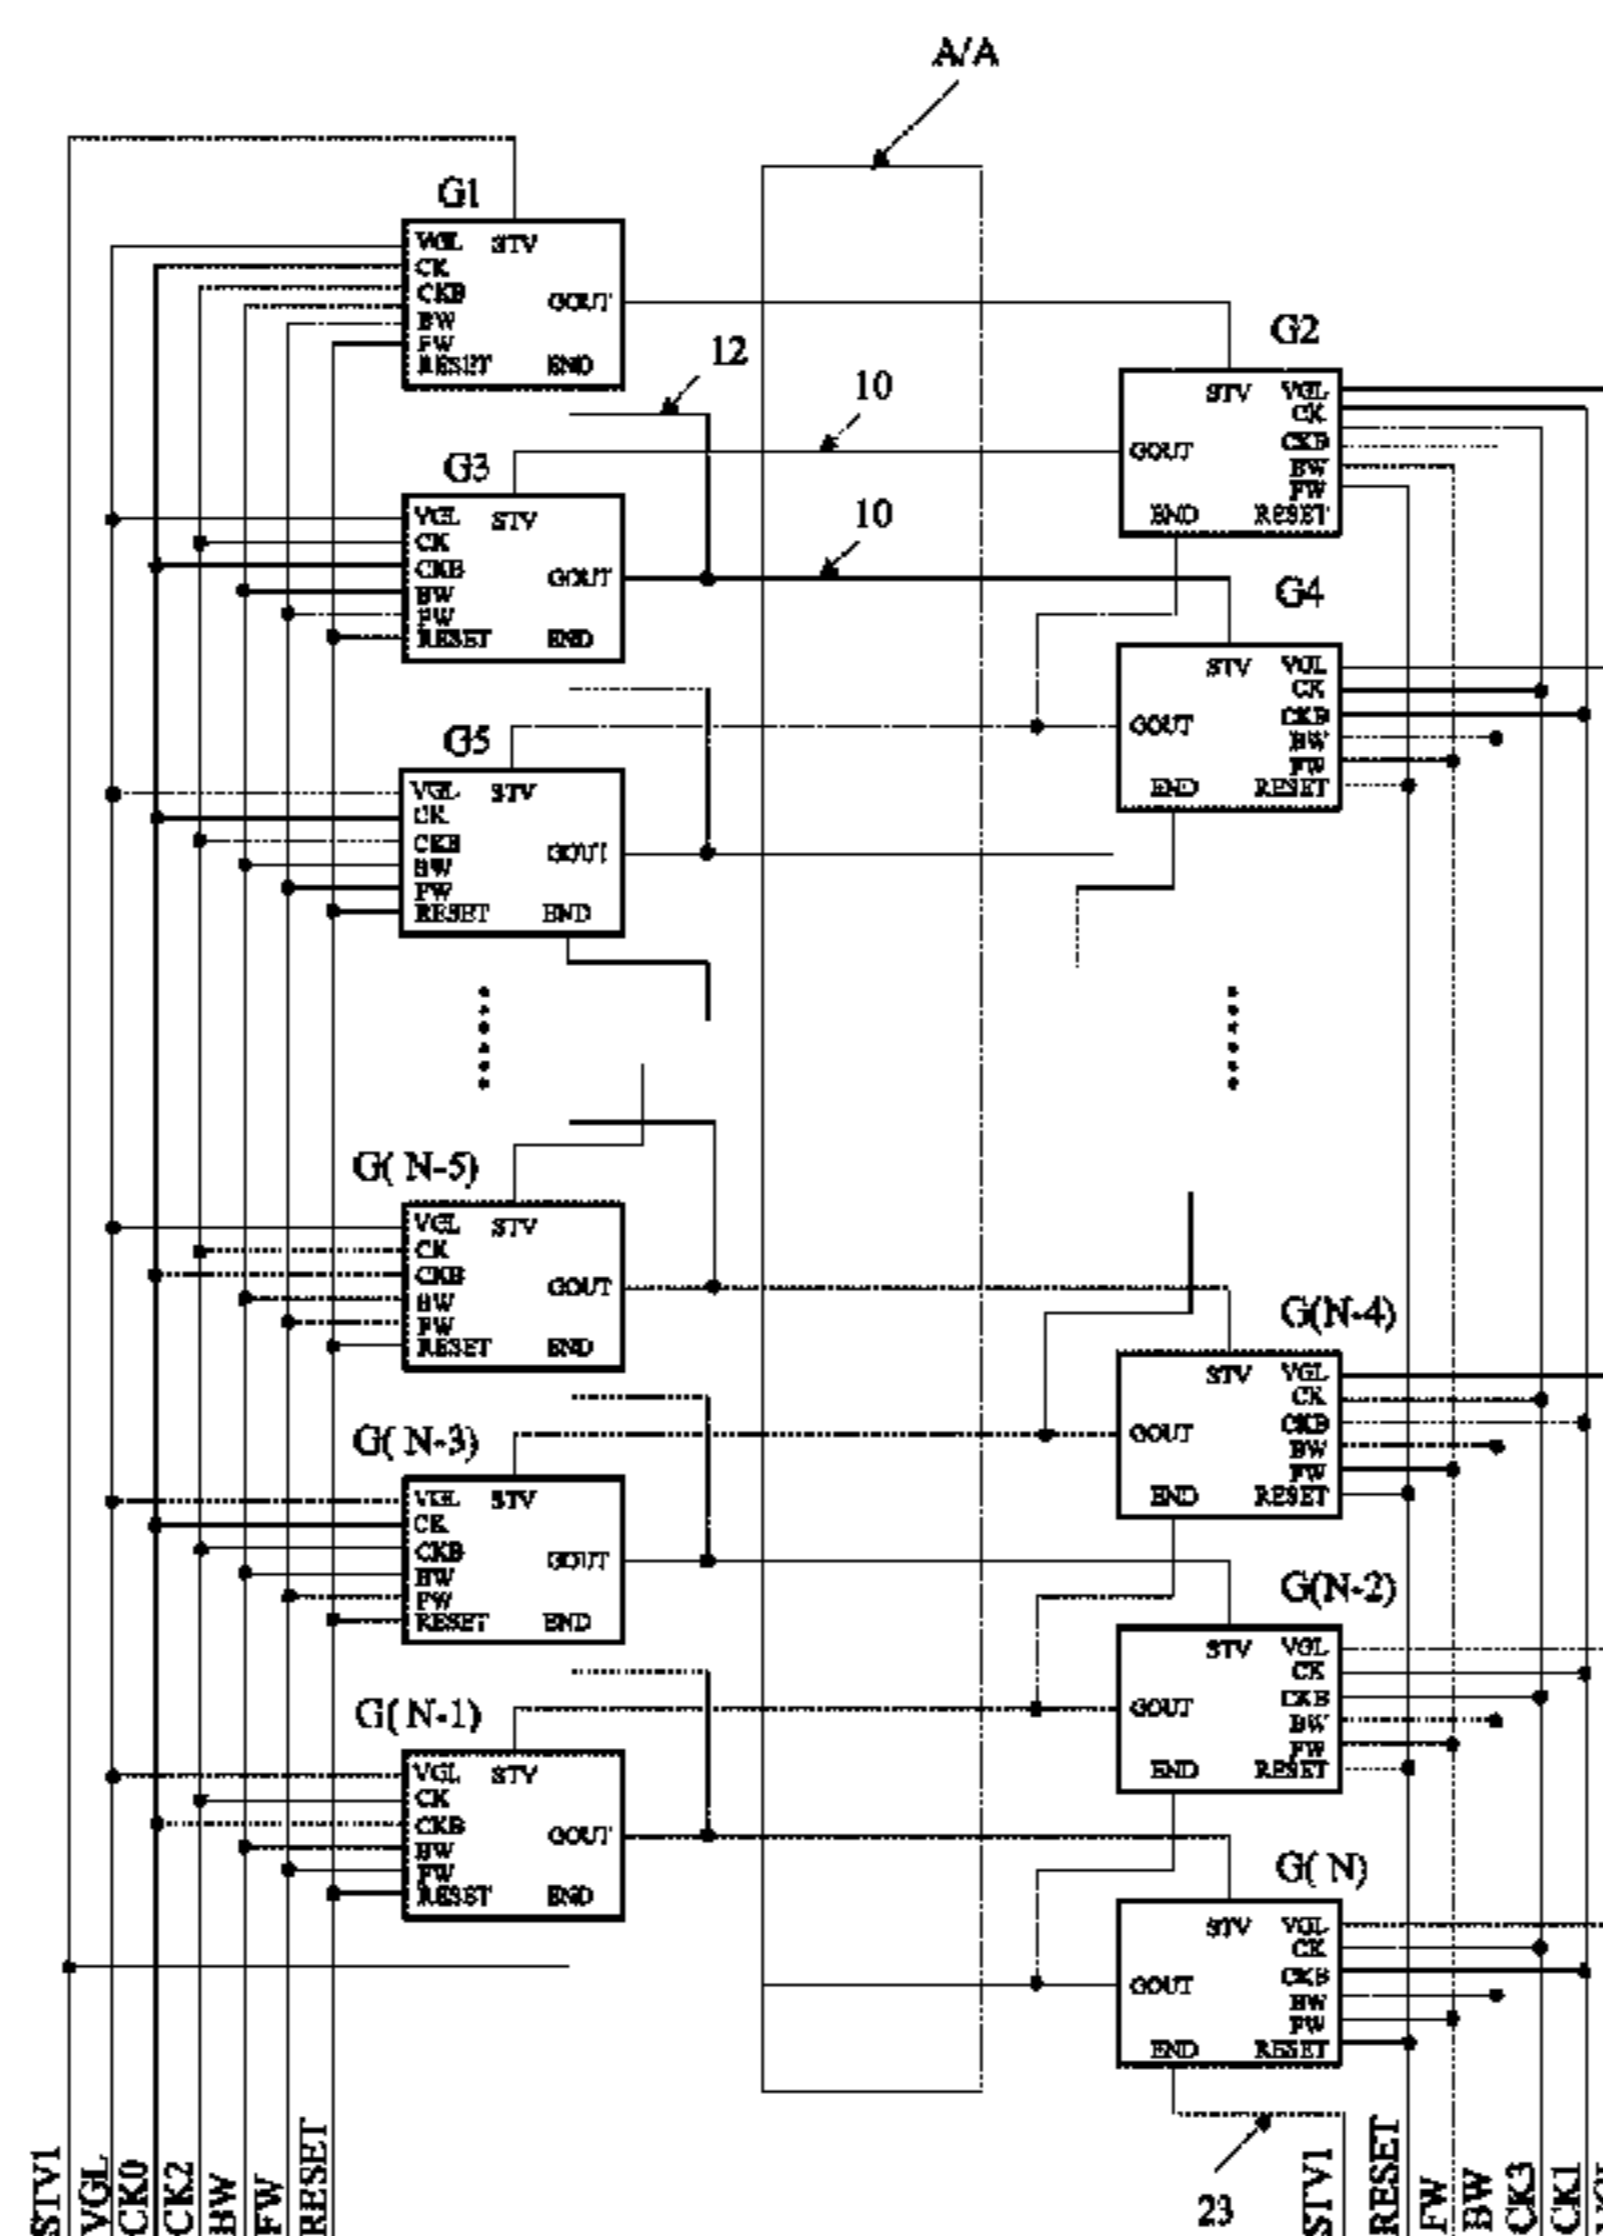 A/A
G1
VGL STV
CK
CKB
BW
FW
GOUT
RESET END
12
10
10
G2
STV VGL
CK
CKB
BW
FW
GOUT
END RESET
G3
VGL STV
CK
CKB
BW
FW
GOUT
RESET END
G4
STV VGL
CK
CKB
BW
FW
GOUT
END RESET
G5
VGL STV
CK
CKB
BW
FW
GOUT
RESET END
G( N-5)
VGL STV
CK
CKB
BW
FW
GOUT
RESET END
G(N-4)
STV VGL
CK
CKB
BW
FW
GOUT
END RESET
G( N-3)
VGL STV
CK
CKB
BW
FW
GOUT
RESET END
G(N-2)
STV VGL
CK
CKB
BW
FW
GOUT
END RESET
G( N-1)
VGL STV
CK
CKB
BW
FW
GOUT
RESET END
G( N)
STV VGL
CK
CKB
BW
FW
GOUT
END RESET
23
STV1
VGL
CK0
CK2
BW
FW
RESET
STV1
RESET
FW
BW
CK3
CK1